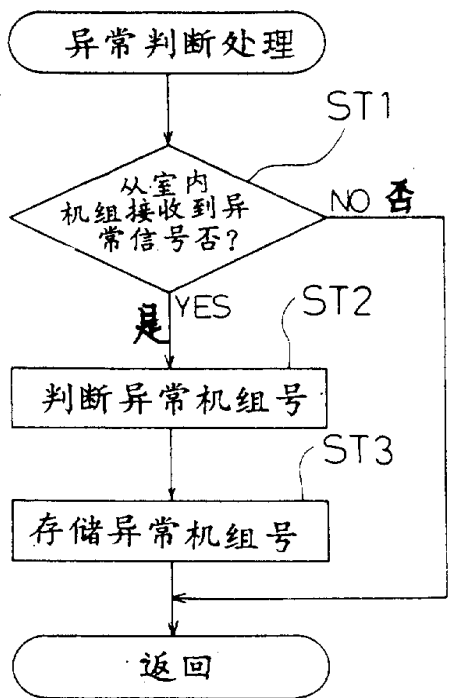 异常判断处理
ST1
从室内
机组接收到异
常信号否?
NO 否
是 YES
ST2
判断异常机组号
ST3
存储异常机组号
返回